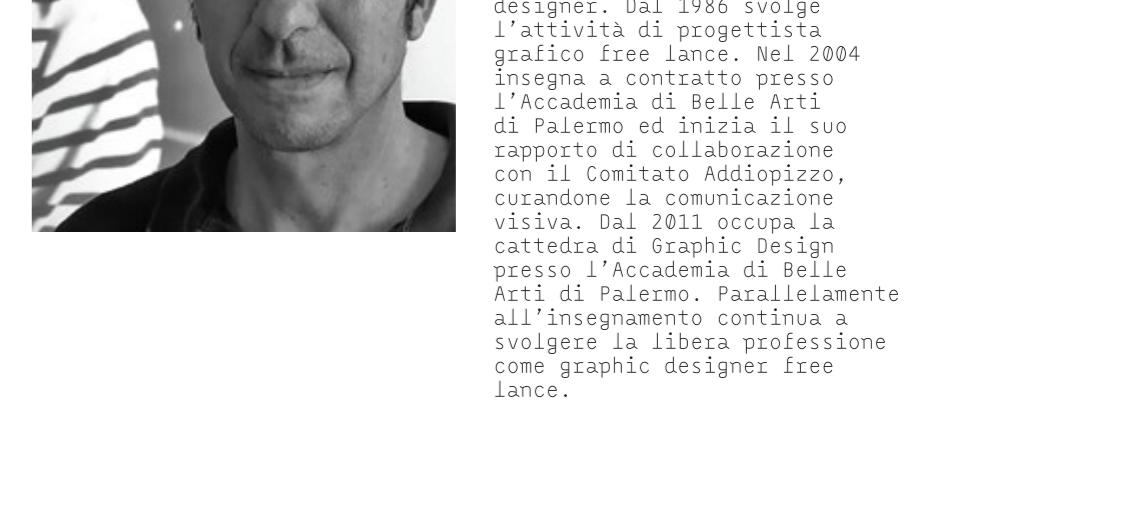 designer. Dal 1986 svolge
l’attività di progettista
grafico free lance. Nel 2004
insegna a contratto presso
l’Accademia di Belle Arti
di Palermo ed inizia il suo
rapporto di collaborazione
con il Comitato Addiopizzo,
curandone la comunicazione
visiva. Dal 2011 occupa la
cattedra di Graphic Design
presso l’Accademia di Belle
Arti di Palermo. Parallelamente
all’insegnamento continua a
svolgere la libera professione
come graphic designer free
lance.